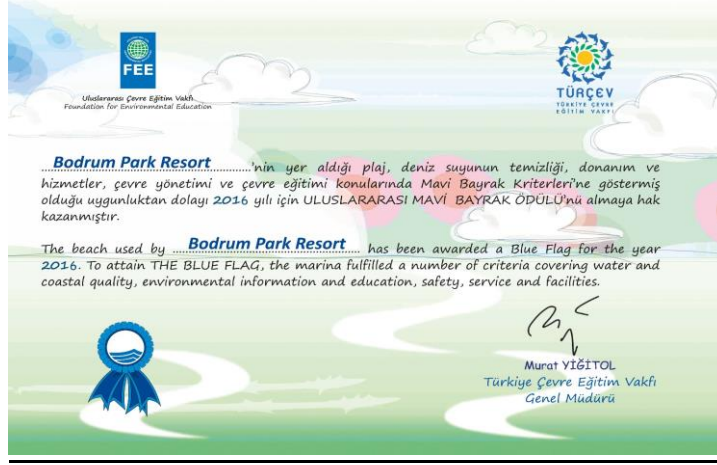 FEE
Uluslararası Çevre Eğitim Vakfı
Foundation for Environmental Education
TÜRÇEV
TÜRKİYE ÇEVRE
EĞİTİM VAKFI
Bodrum Park Resort 'nin yer aldığı plaj, deniz suyunun temizliği, donanım ve
hizmetler, çevre yönetimi ve çevre eğitimi konularında Mavi Bayrak Kriterleri'ne göstermiş
olduğu uygunluktan dolayı 2016 yılı için ULUSLARARASI MAVİ BAYRAK ÖDÜLÜ'nü almaya hak
kazanmıştır.
The beach used by Bodrum Park Resort has been awarded a Blue Flag for the year
2016. To attain THE BLUE FLAG, the marina fulfilled a number of criteria covering water and
coastal quality, environmental information and education, safety, service and facilities.
Murat YİĞİTOL
Türkiye Çevre Eğitim Vakfı
Genel Müdürü